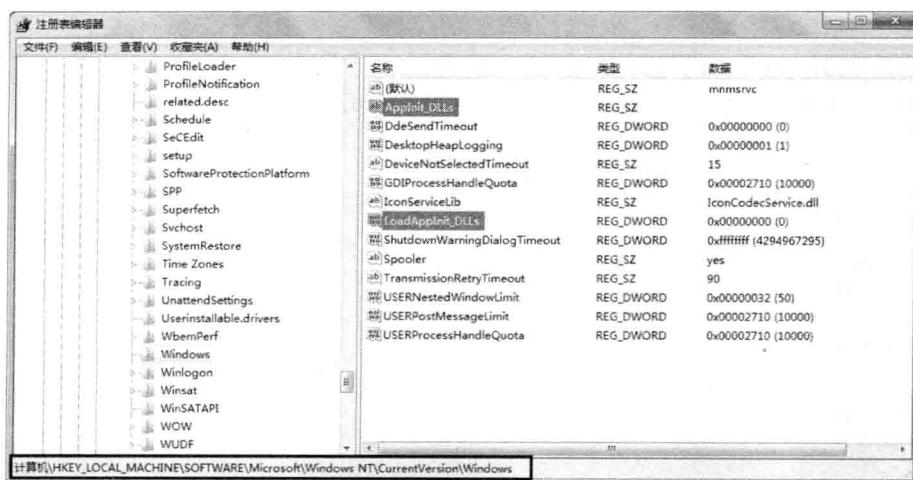 注册表编辑器
文件(F) 编辑(E) 查看(V) 收藏夹(A) 帮助(H)
ProfileLoader
ProfileNotification
related.desc
Schedule
SeCEdit
setup
SoftwareProtectionPlatform
SPP
Superfetch
Svchost
SystemRestore
Time Zones
Tracing
UnattendSettings
Userinstallable.drivers
WbemPerf
Windows
Winlogon
Winsat
WinSATAPI
WOW
WUDF
名称 类型 数据
(默认) REG_SZ mnmsrvc
AppInit_DLLs REG_SZ
DdeSendTimeout REG_DWORD 0x00000000 (0)
DesktopHeapLogging REG_DWORD 0x00000001 (1)
DeviceNotSelectedTimeout REG_SZ 15
GDIProcessHandleQuota REG_DWORD 0x00002710 (10000)
IconServiceLib REG_SZ IconCodecService.dll
LoadAppInit_DLLs REG_DWORD 0x00000000 (0)
ShutdownWarningDialogTimeout REG_DWORD 0xffffffff (4294967295)
Spooler REG_SZ yes
TransmissionRetryTimeout REG_SZ 90
USERNestedWindowLimit REG_DWORD 0x00000032 (50)
USERPostMessageLimit REG_DWORD 0x00002710 (10000)
USERProcessHandleQuota REG_DWORD 0x00002710 (10000)
计算机\HKEY_LOCAL_MACHINE\SOFTWARE\Microsoft\Windows NT\CurrentVersion\Windows